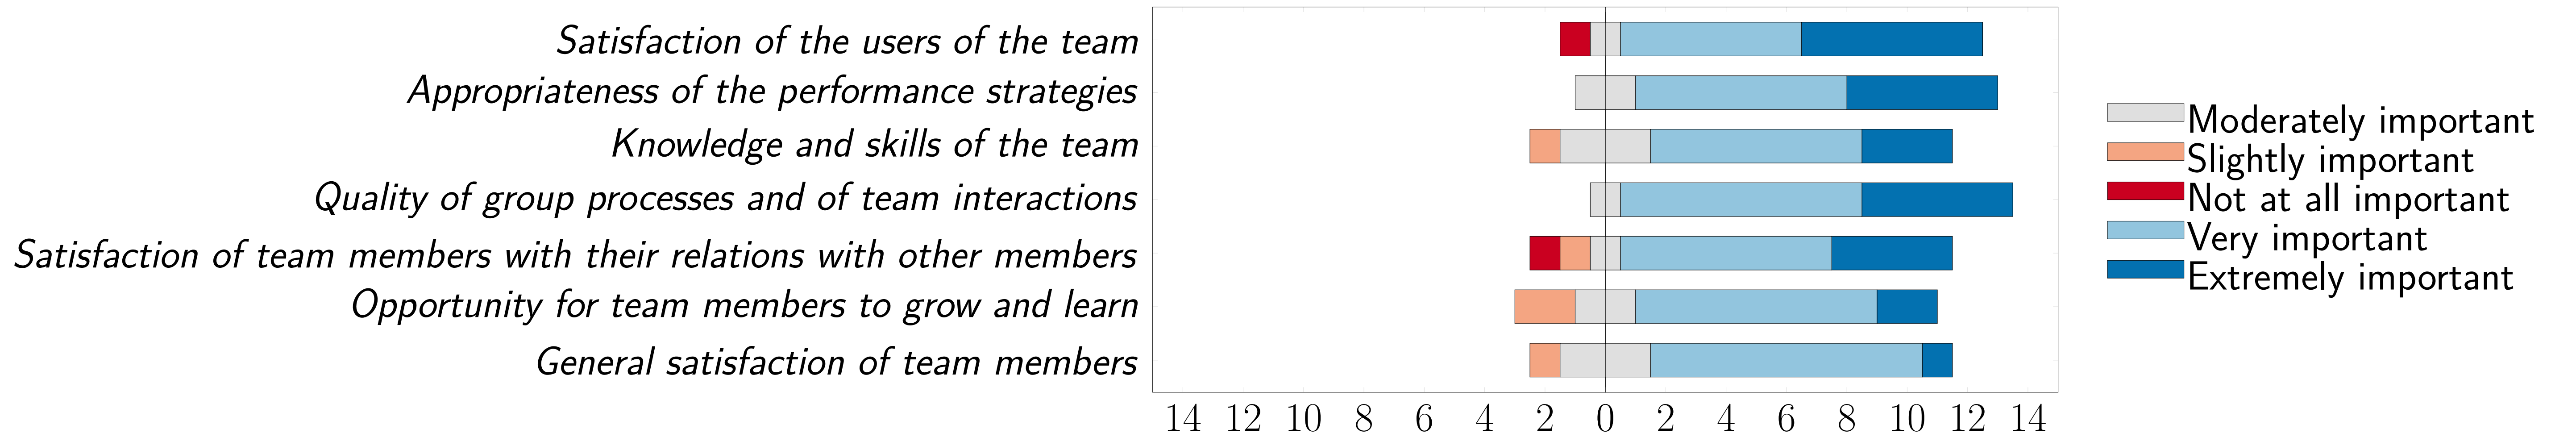 Satisfaction of the users of the team
Appropriateness of the performance strategies
Knowledge and skills of the team
Quality of group processes and of team interactions
Satisfaction of team members with their relations with other members
Opportunity for team members to grow and learn
General satisfaction of team members
14 12 10 8 6 4 2 0 2 4 6 8 10 12 14
Moderately important
Slightly important
Not at all important
Very important
Extremely important